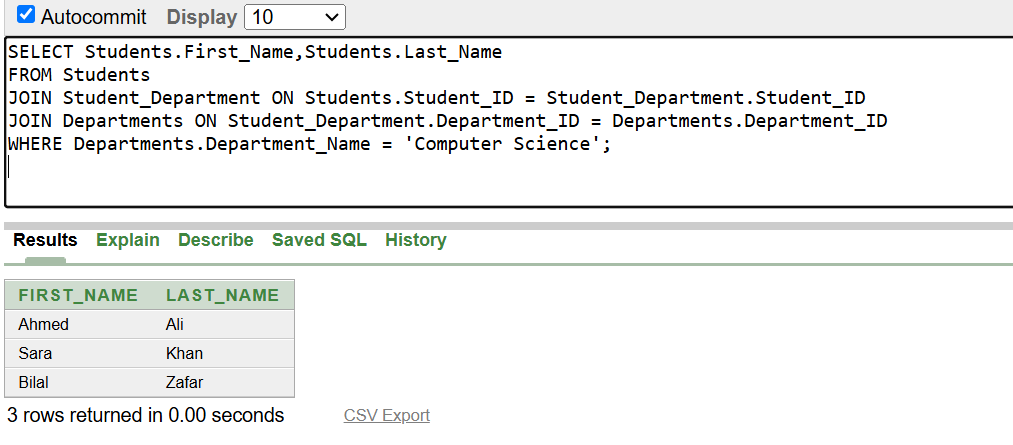 Autocommit Display 10
SELECT Students.First_Name,Students.Last_Name
FROM Students
JOIN Student_Department ON Students.Student_ID = Student_Department.Student_ID
JOIN Departments ON Student_Department.Department_ID = Departments.Department_ID
WHERE Departments.Department_Name = 'Computer Science';
Results Explain Describe Saved SQL History
FIRST_NAME LAST_NAME
Ahmed Ali
Sara Khan
Bilal Zafar
3 rows returned in 0.00 seconds CSV Export